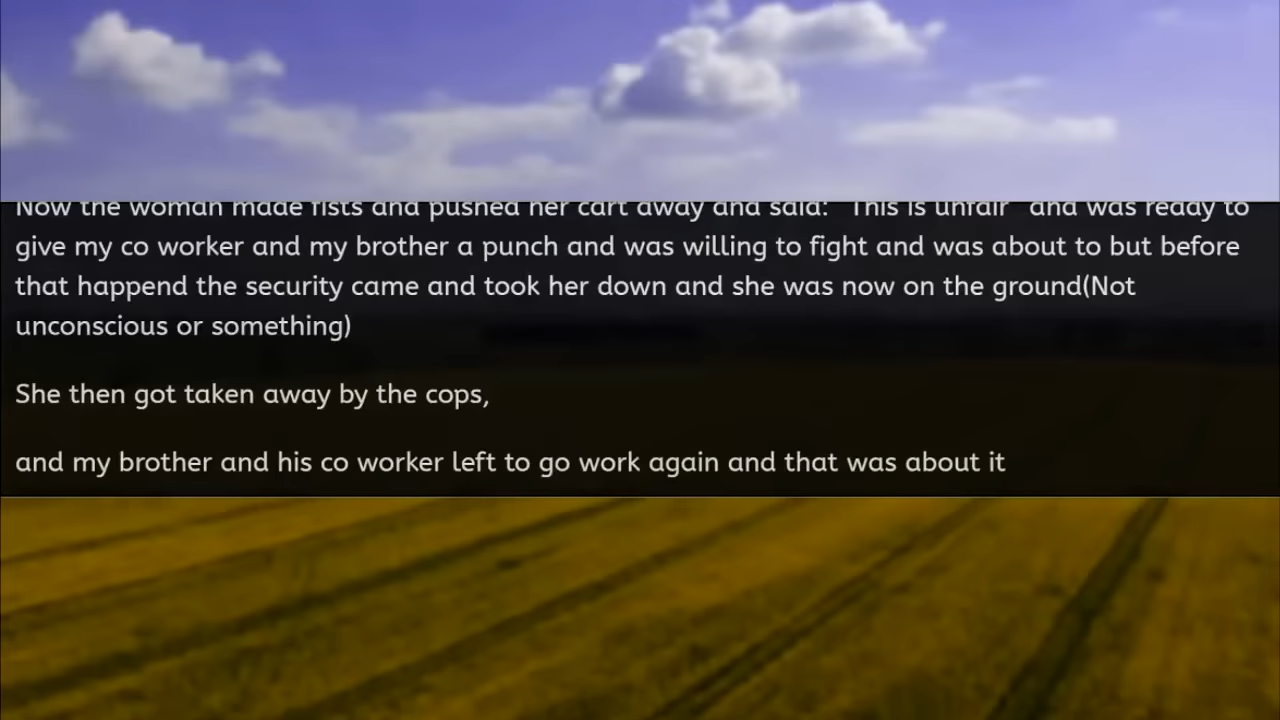 Now the woman made fists and pushed her cart away and said: "This is unfair" and was ready to
give my co worker and my brother a punch and was willing to fight and was about to but before
that happend the security came and took her down and she was now on the ground(Not
unconscious or something)
She then got taken away by the cops,
and my brother and his co worker left to go work again and that was about it